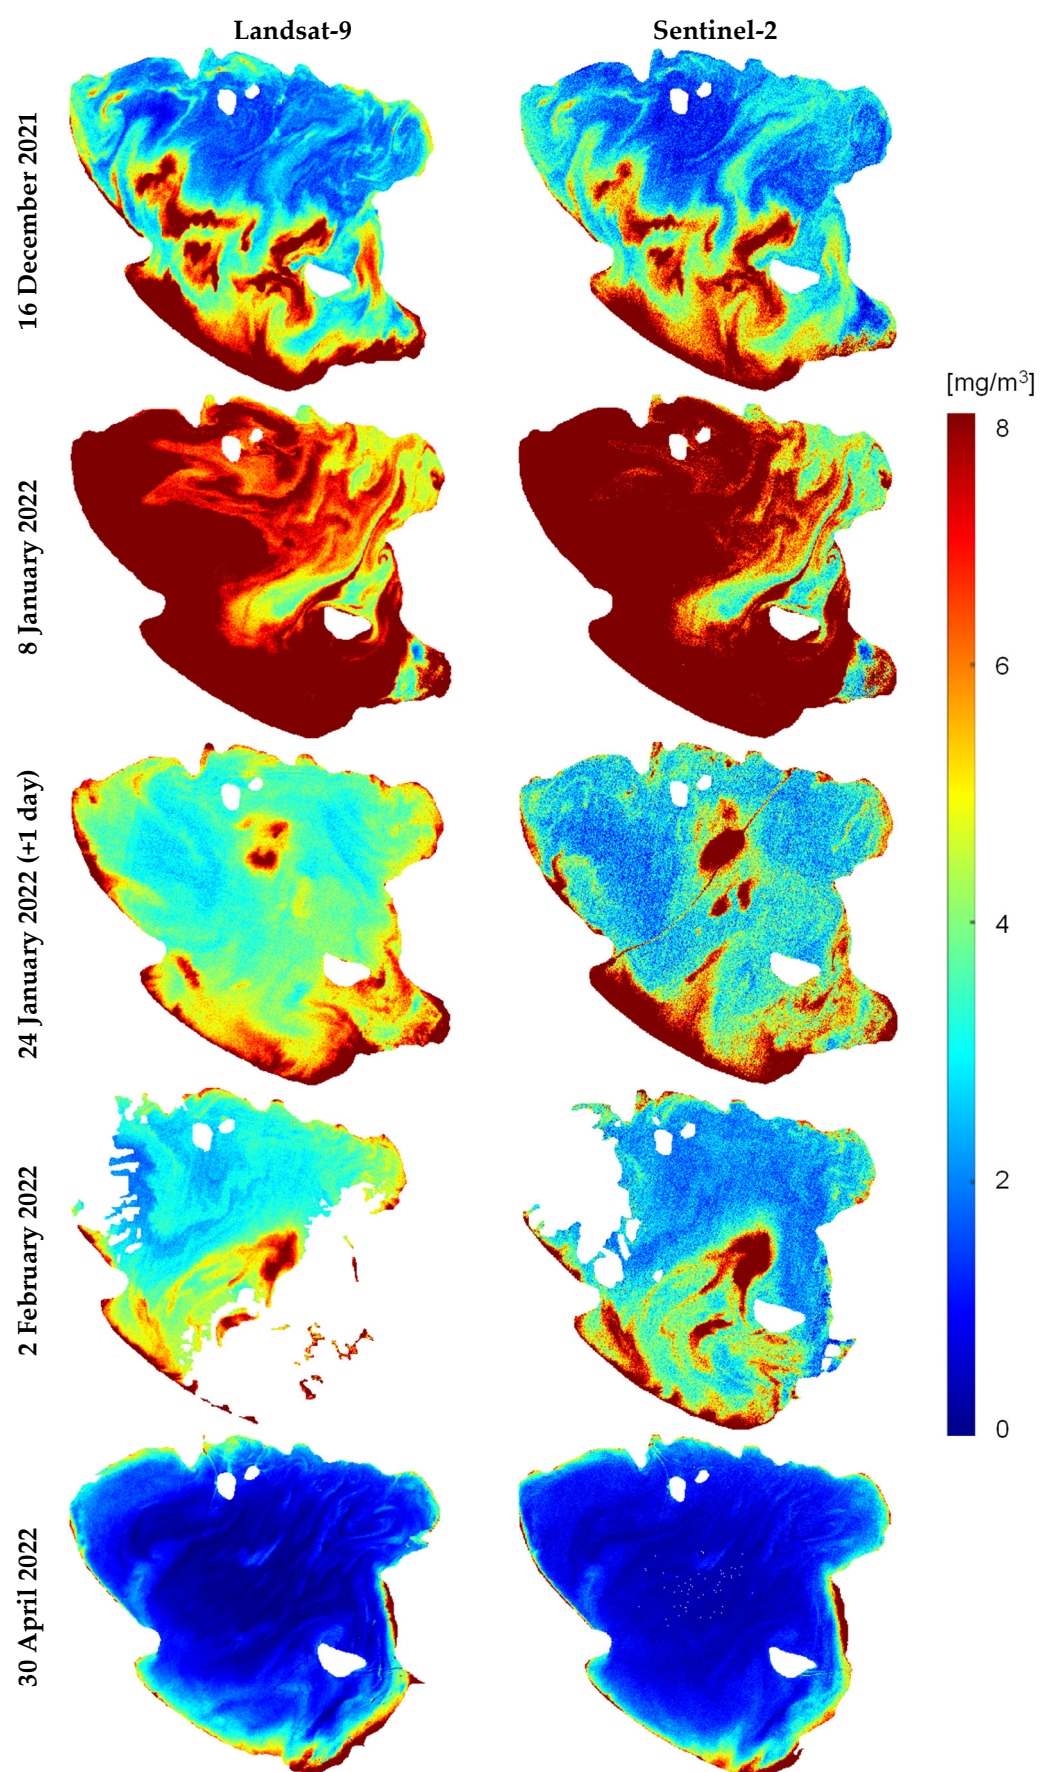 Landsat-9 Sentinel-2
16 December 2021
8 January 2022
24 January 2022 (+1 day)
2 February 2022
30 April 2022
[mg/m³]
8
6
4
2
0